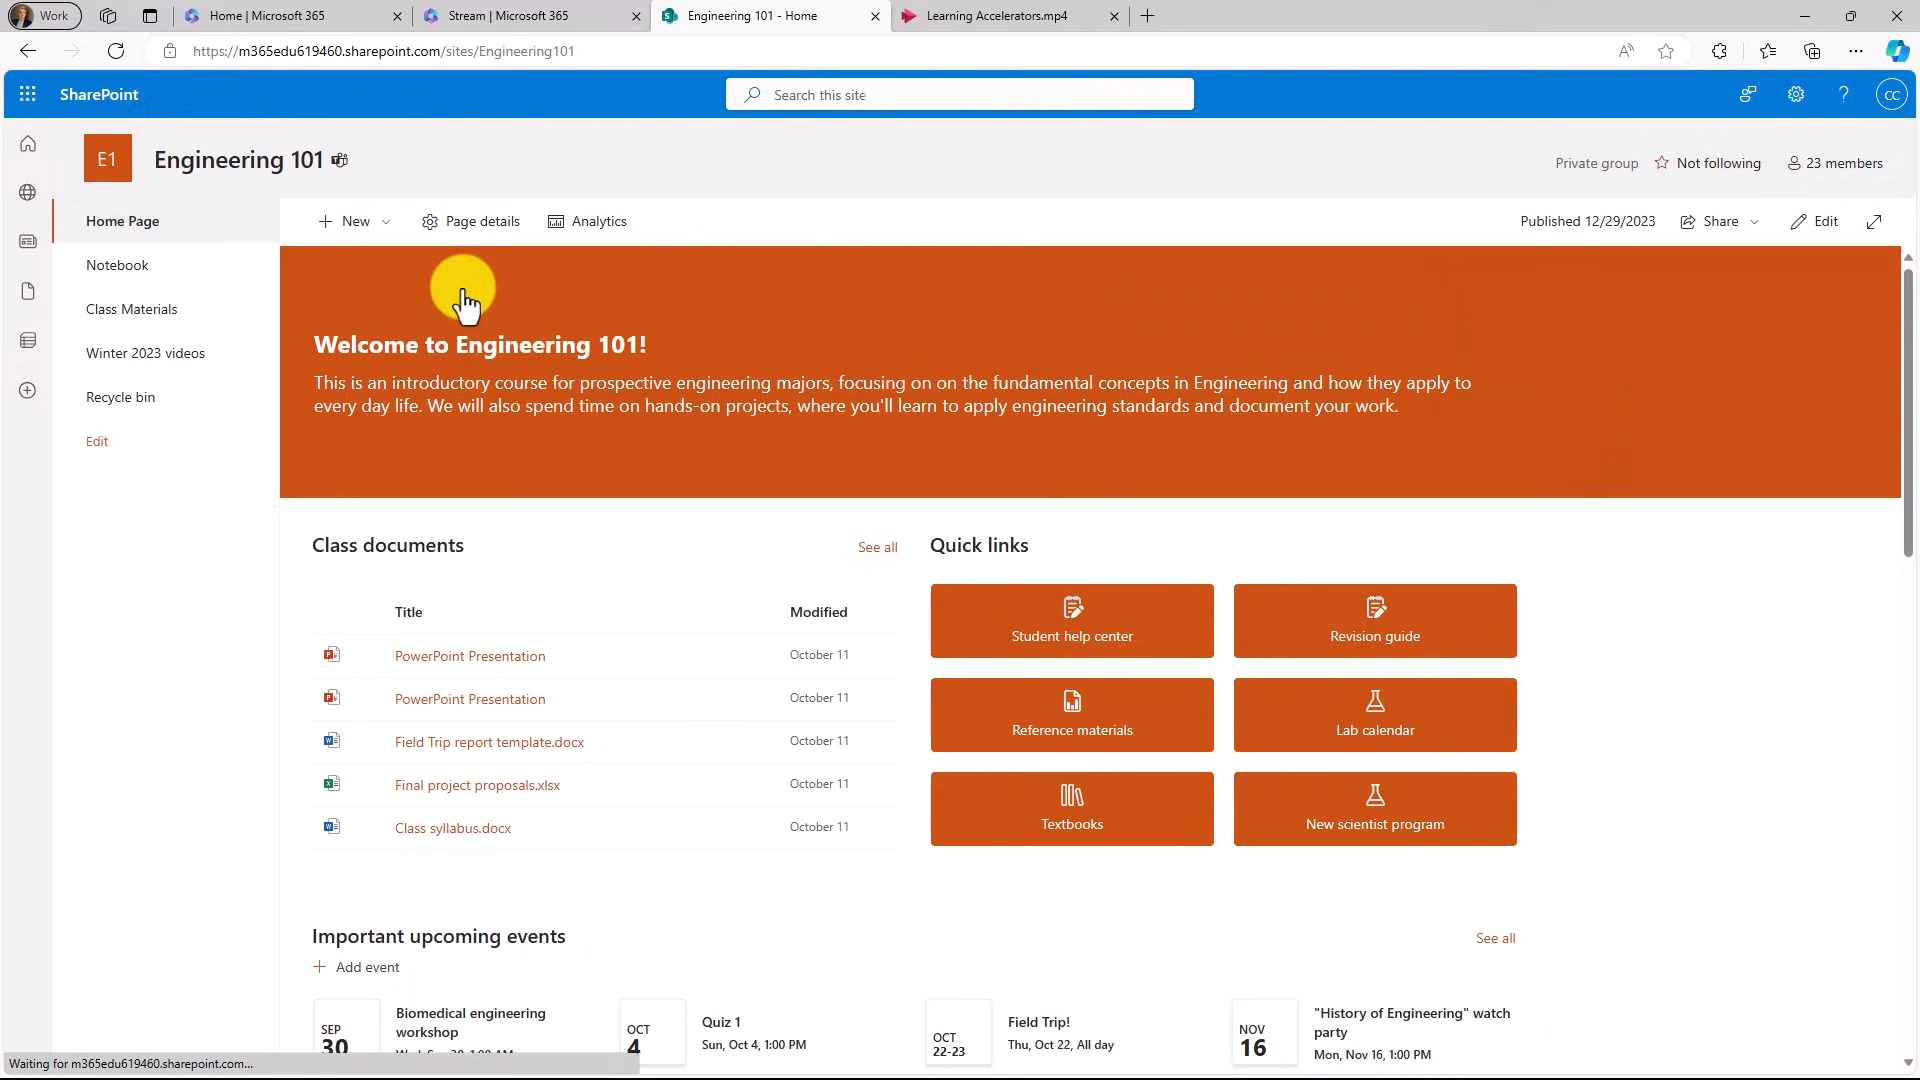 Work
Home | Microsoft 365
Stream | Microsoft 365
Engineering 101 - Home
Learning Accelerators.mp4
https://m365edu619460.sharepoint.com/sites/Engineering101
SharePoint
Search this site
CC
E1
Engineering 101
Private group
Not following
23 members
Home Page
Notebook
Class Materials
Winter 2023 videos
Recycle bin
Edit
New
Page details
Analytics
Published 12/29/2023
Share
Edit
Welcome to Engineering 101!
This is an introductory course for prospective engineering majors, focusing on on the fundamental concepts in Engineering and how they apply to
every day life. We will also spend time on hands-on projects, where you'll learn to apply engineering standards and document your work.
Class documents
See all
Title
Modified
PowerPoint Presentation
October 11
PowerPoint Presentation
October 11
Field Trip report template.docx
October 11
Final project proposals.xlsx
October 11
Class syllabus.docx
October 11
Quick links
Student help center
Revision guide
Reference materials
Lab calendar
Textbooks
New scientist program
Important upcoming events
See all
Add event
SEP
30
Biomedical engineering
workshop
OCT
4
Quiz 1
Sun, Oct 4, 1:00 PM
OCT
22-23
Field Trip!
Thu, Oct 22, All day
NOV
16
"History of Engineering" watch
party
Mon, Nov 16, 1:00 PM
Waiting for m365edu619460.sharepoint.com...